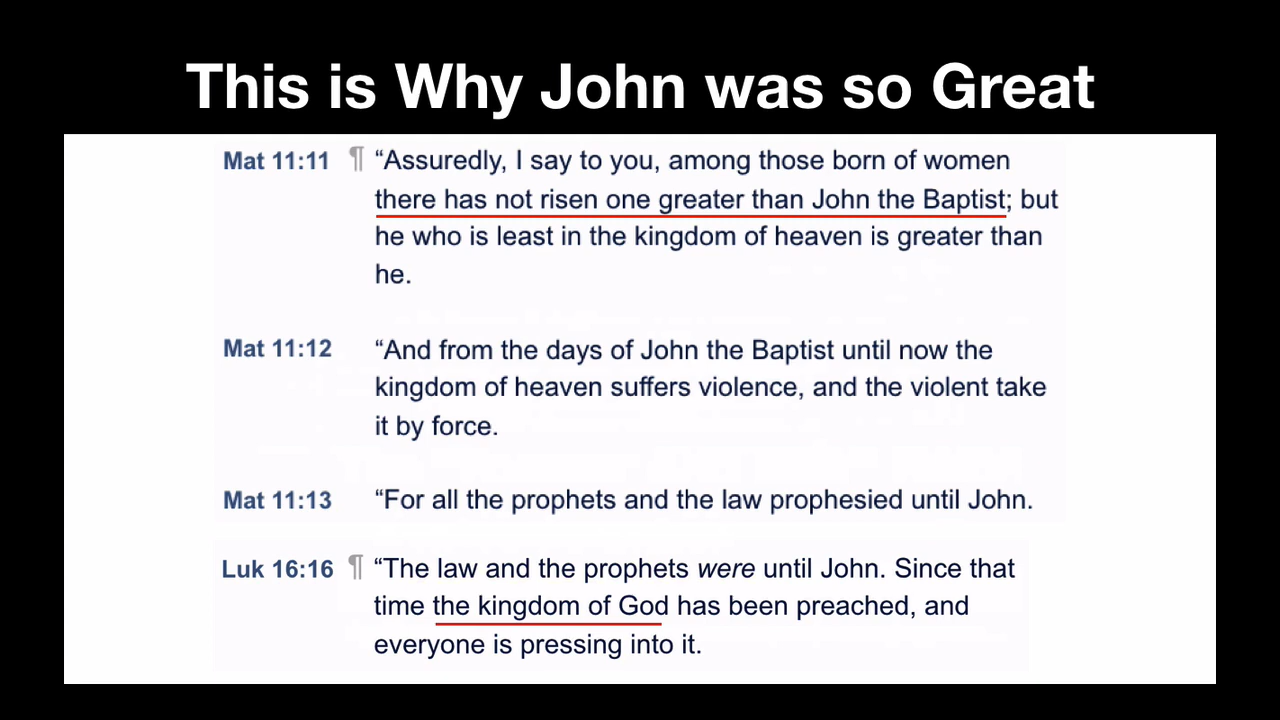 This is Why John was so Great
Mat 11:11 ¶ “Assuredly, I say to you, among those born of women
there has not risen one greater than John the Baptist; but
he who is least in the kingdom of heaven is greater than
he.
Mat 11:12 “And from the days of John the Baptist until now the
kingdom of heaven suffers violence, and the violent take
it by force.
Mat 11:13 “For all the prophets and the law prophesied until John.
Luk 16:16 ¶ “The law and the prophets were until John. Since that
time the kingdom of God has been preached, and
everyone is pressing into it.